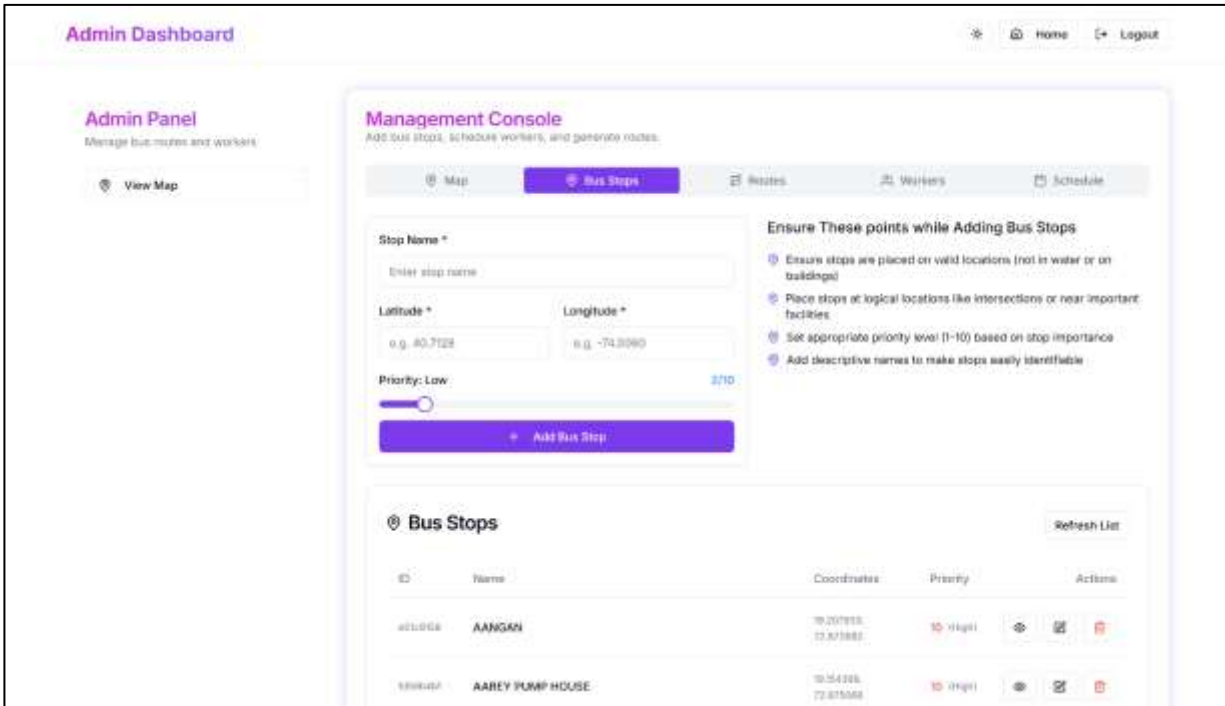 Admin Dashboard
Home
Logout
Admin Panel
Manage bus routes and workers
View Map
Management Console
Add bus stops, schedule workers, and generate routes.
Map
Bus Stops
Routes
Workers
Schedule
Stop Name *
Enter stop name
Latitude *
Longitude *
e.g. 40.7128
e.g. -74.0060
Priority: Low
2/10
+ Add Bus Stop
Ensure These points while Adding Bus Stops
Ensure stops are placed on valid locations (not in water or on
buildings)
Place stops at logical locations like intersections or near important
facilities
Set appropriate priority level (1-10) based on stop importance
Add descriptive names to make stops easily identifiable
Bus Stops
Refresh List
ID
Name
Coordinates
Priority
Actions
AANGAN
10 (High)
AAREY PUMP HOUSE
10 (High)